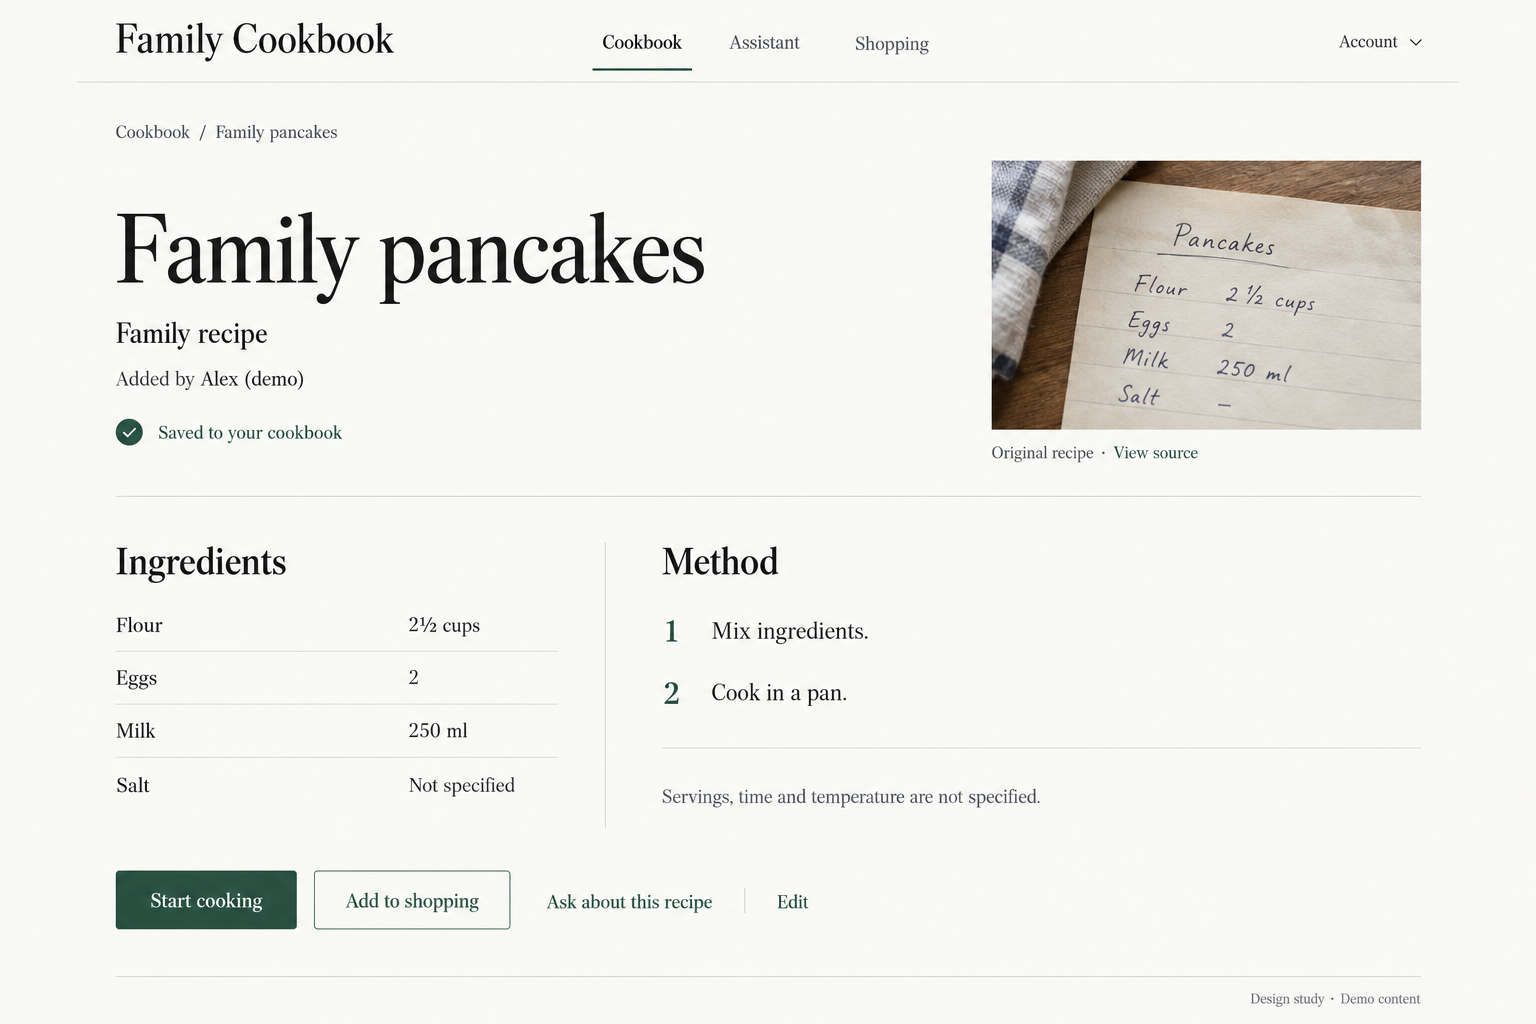 Family Cookbook
Cookbook
Assistant
Shopping
Account
Cookbook / Family pancakes
Family pancakes
Family recipe
Added by Alex (demo)
Saved to your cookbook
Pancakes
Flour 2 ½ cups
Eggs 2
Milk 250 ml
Salt –
Original recipe · View source
Ingredients
Flour 2½ cups
Eggs 2
Milk 250 ml
Salt Not specified
Method
1 Mix ingredients.
2 Cook in a pan.
Servings, time and temperature are not specified.
Start cooking
Add to shopping
Ask about this recipe
Edit
Design study · Demo content